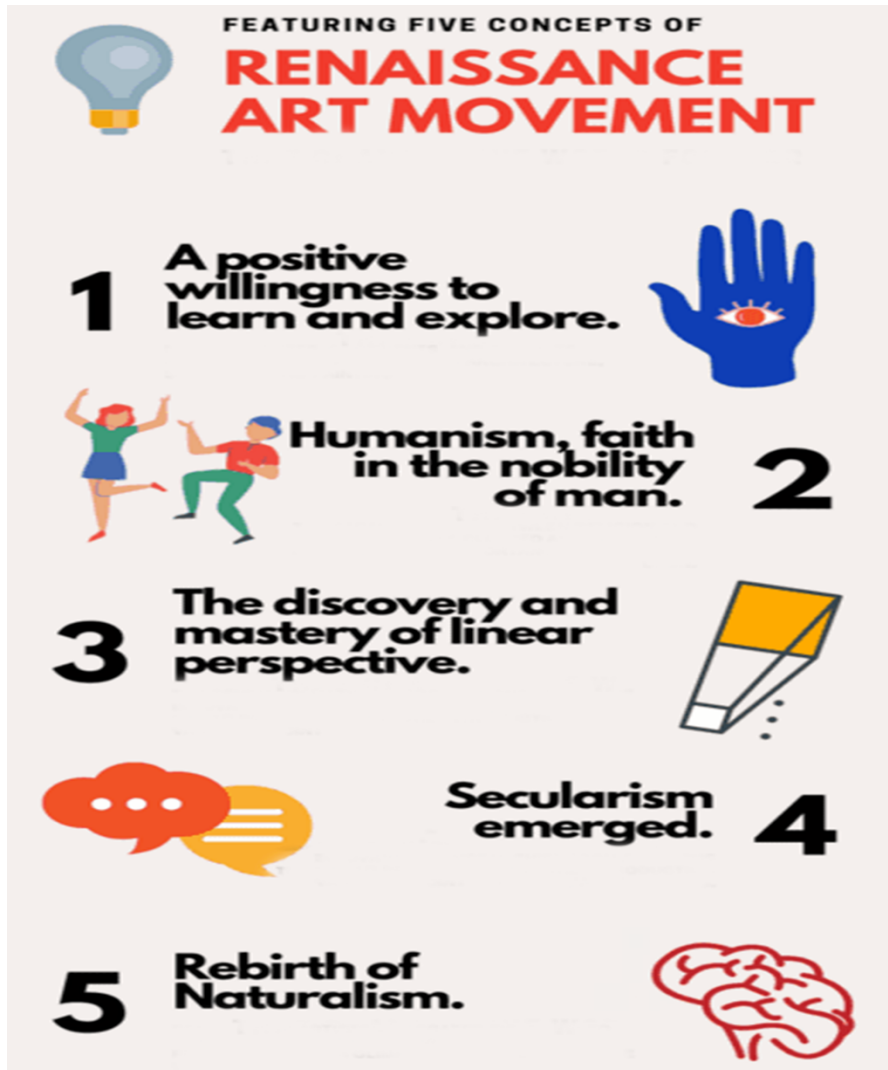 FEATURING FIVE CONCEPTS OF
RENAISSANCE
ART MOVEMENT
1
A positive
willingness to
learn and explore.
Humanism, faith
in the nobility
of man.
2
3
The discovery and
mastery of linear
perspective.
Secularism
emerged.
4
5
Rebirth of
Naturalism.